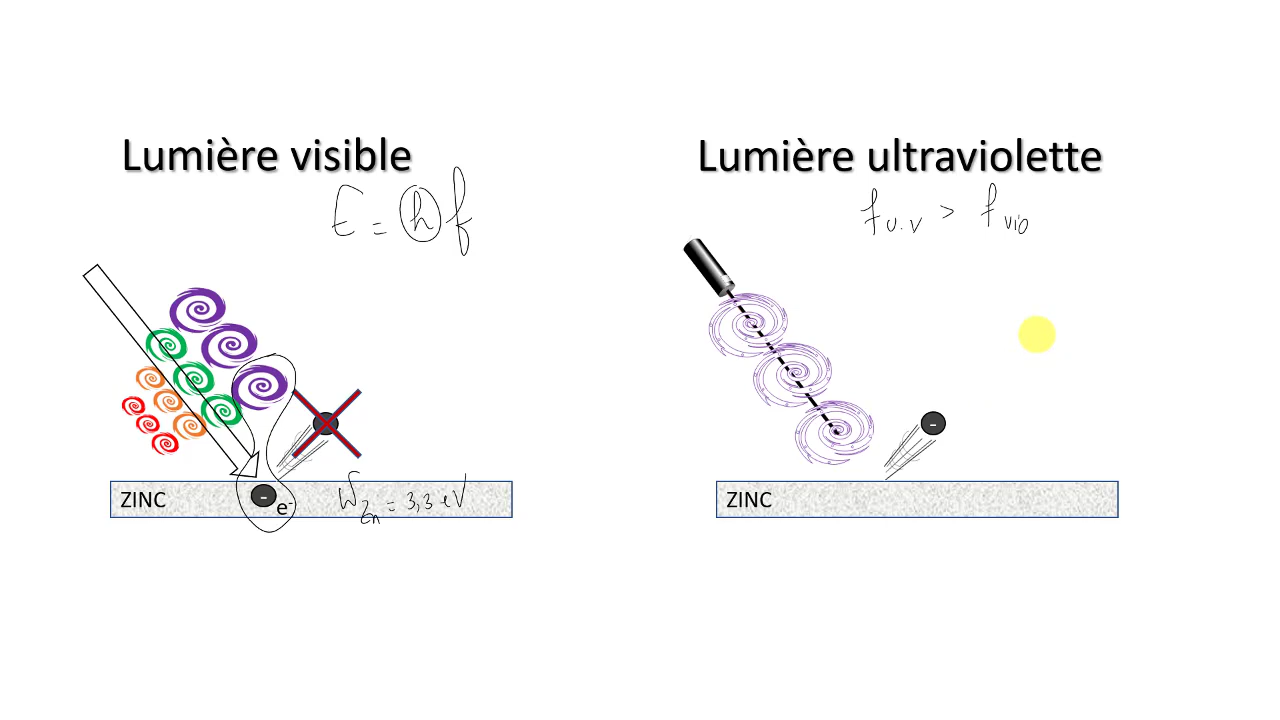 Lumière visible
E = h f
- 
ZINC
- e-
W Zn = 3,3 eV
Lumière ultraviolette
f u.v > f vio
-
ZINC